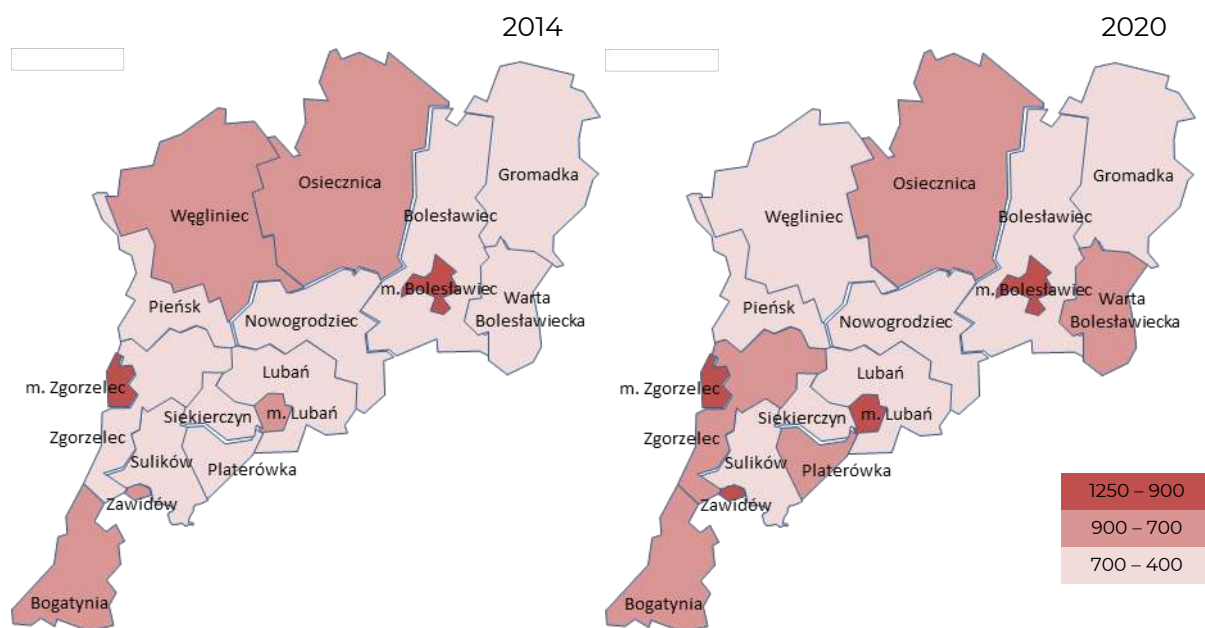 2014
Osiecznica
Gromadka
Węgliniec
Bolesławiec
m. Bolesławiec
Pieńsk
Warta
Bolesławiecka
Nowogrodziec
Lubań
m. Zgorzelec
Siekierczyn
m. Lubań
Zgorzelec
Sulików
Platerówka
Zawidów
Bogatynia
2020
Osiecznica
Gromadka
Węgliniec
Bolesławiec
m. Bolesławiec
Pieńsk
Warta
Bolesławiecka
Nowogrodziec
Lubań
m. Zgorzelec
Siekierczyn
m. Lubań
Zgorzelec
Sulików
Platerówka
Zawidów
Bogatynia
1250 – 900
900 – 700
700 – 400